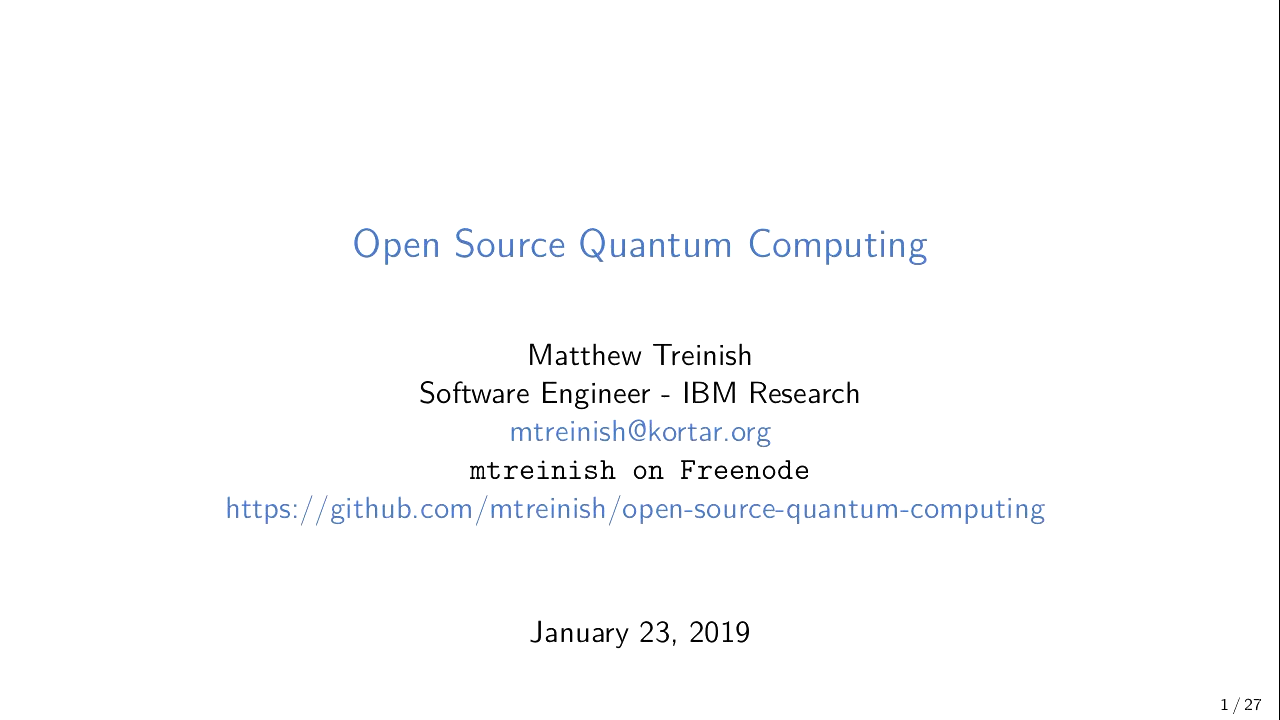 Open Source Quantum Computing
Matthew Treinish
Software Engineer - IBM Research
mtreinish@kortar.org
mtreinish on Freenode
https://github.com/mtreinish/open-source-quantum-computing
January 23, 2019
1 / 27